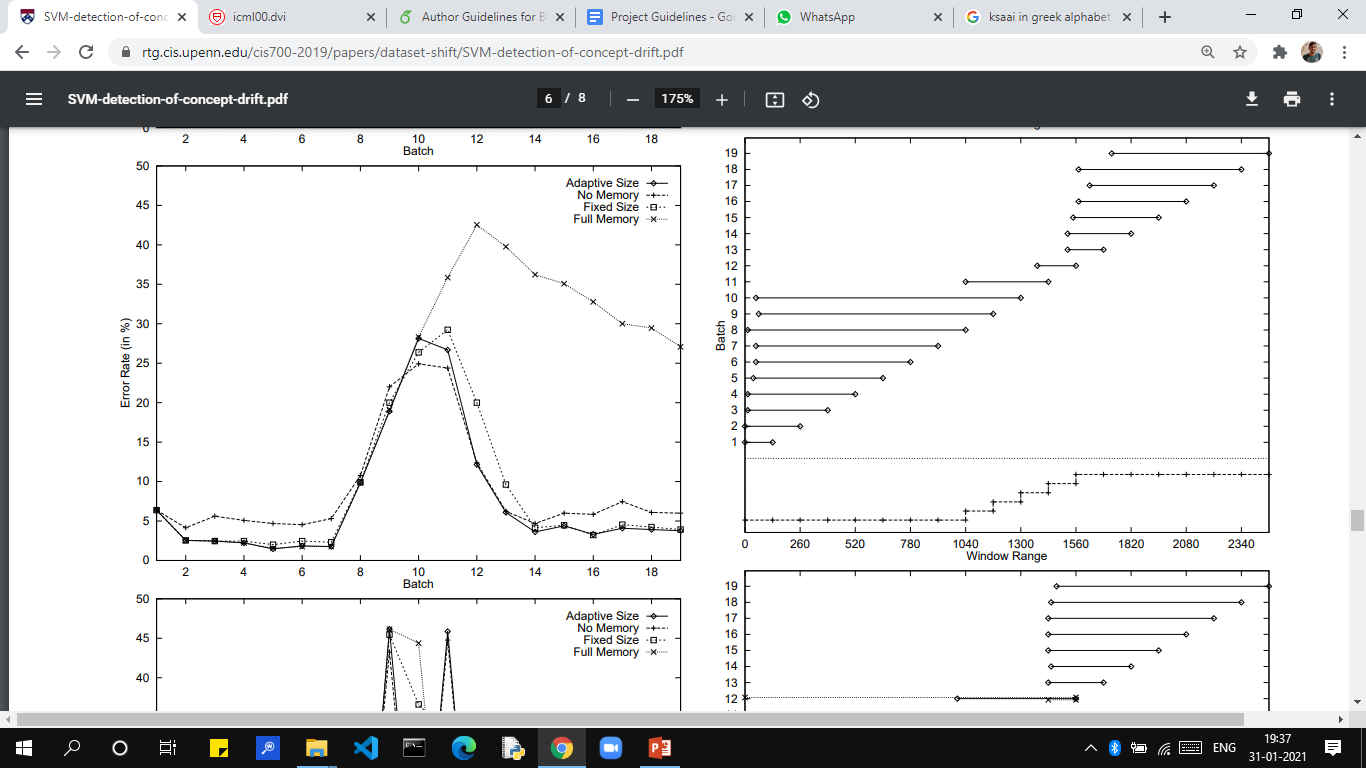 SVM-detection-of-conc
icml00.dvi
Author Guidelines for B
Project Guidelines - Goo
WhatsApp
ksaai in greek alphabet
rtg.cis.upenn.edu/cis700-2019/papers/dataset-shift/SVM-detection-of-concept-drift.pdf
SVM-detection-of-concept-drift.pdf
6 / 8
175%
0
2 4 6 8 10 12 14 16 18
Batch
50
45
40
35
30
25
20
15
10
5
0
Error Rate (in %)
Adaptive Size
No Memory
Fixed Size
Full Memory
2 4 6 8 10 12 14 16 18
Batch
19
18
17
16
15
14
13
12
11
10
9
8
7
6
5
4
3
2
1
Batch
0 260 520 780 1040 1300 1560 1820 2080 2340
Window Range
50
45
40
Adaptive Size
No Memory
Fixed Size
Full Memory
19
18
17
16
15
14
13
12
ENG
19:37
31-01-2021